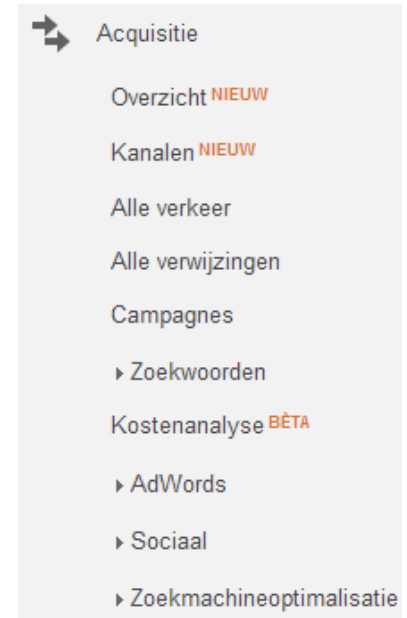 Acquisitie
Overzicht NIEUW
Kanalen NIEUW
Alle verkeer
Alle verwijzingen
Campagnes
Zoekwoorden
Kostenanalyse BÈTA
AdWords
Sociaal
Zoekmachineoptimalisatie